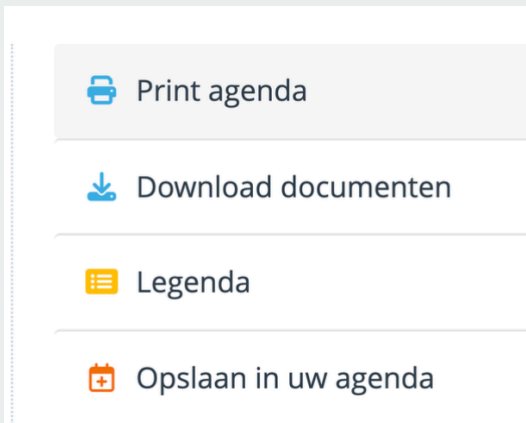 Print agenda
Download documenten
Legenda
Opslaan in uw agenda